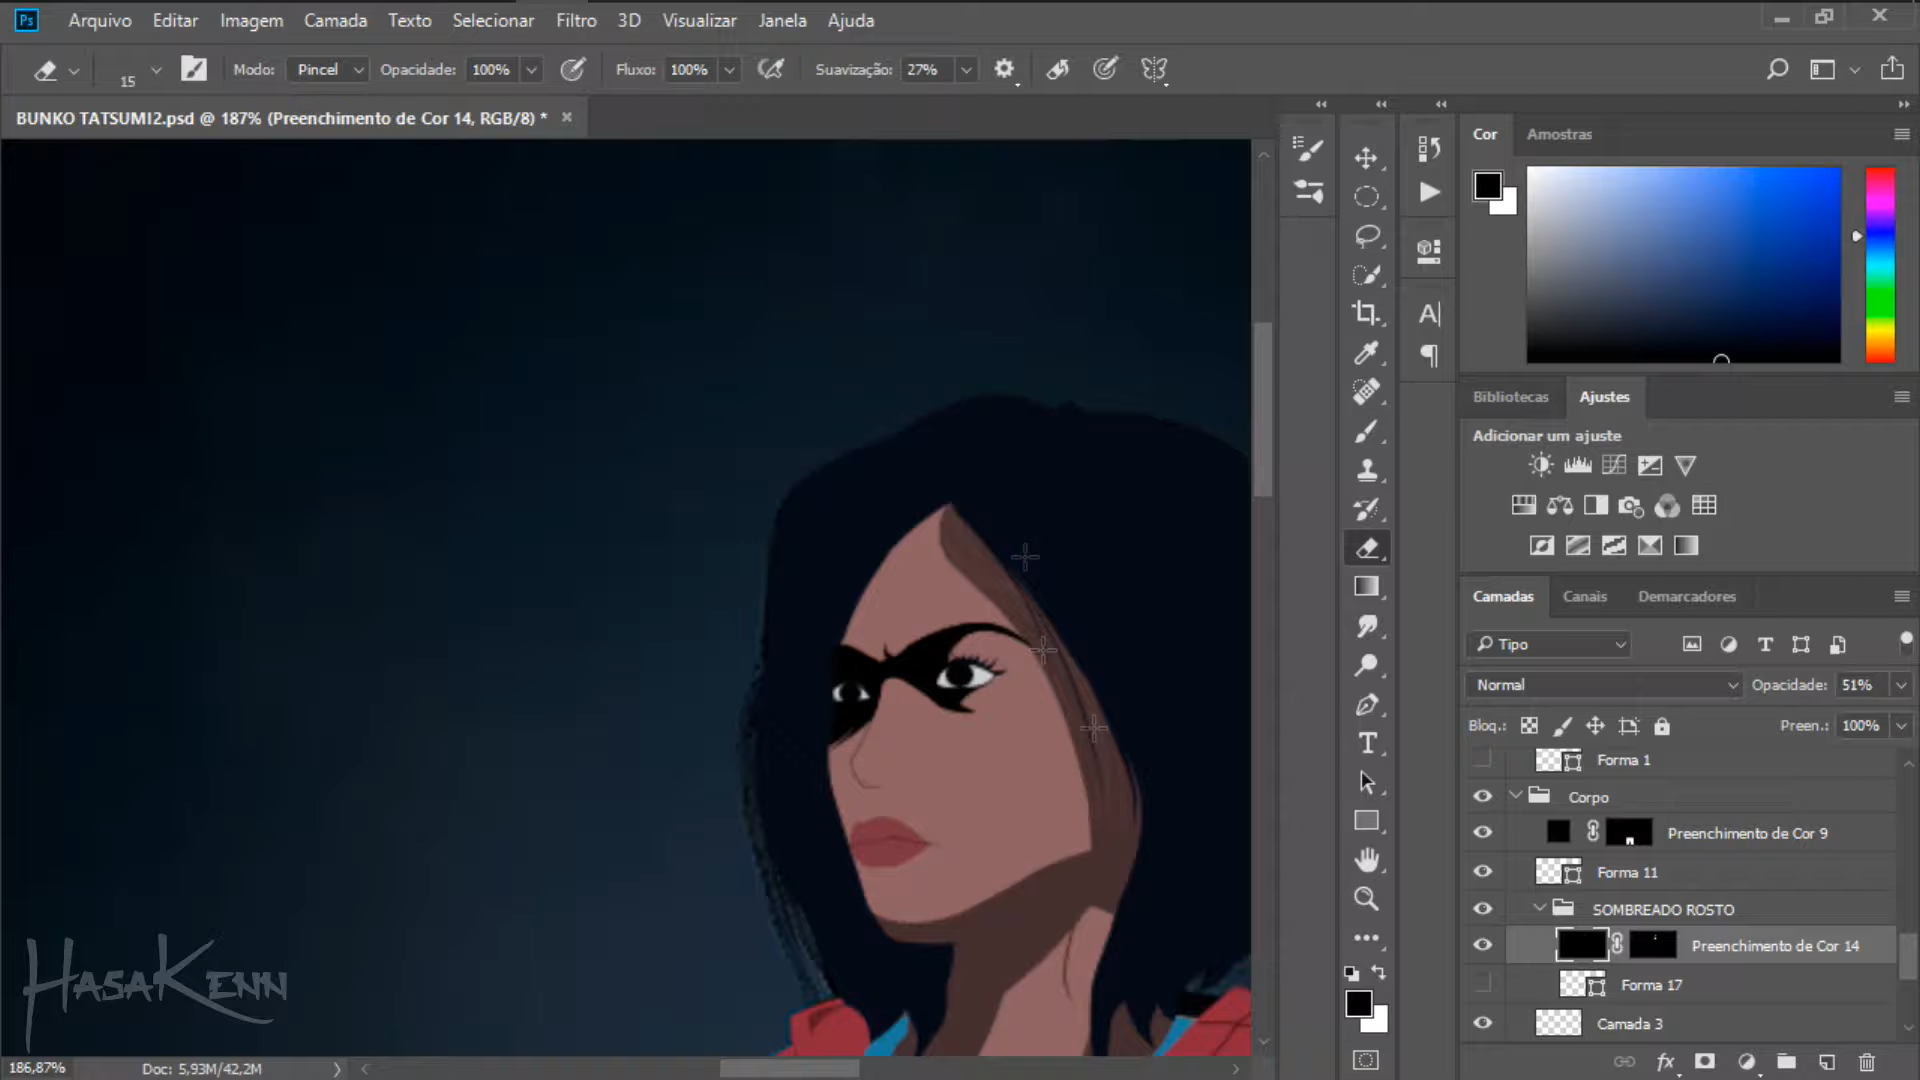 Ps Arquivo Editar Imagem Camada Texto Selecionar Filtro 3D Visualizar Janela Ajuda
15 Modo: Pincel Opacidade: 100% Fluxo: 100% Suavização: 27%
BUNKO TATSUMI2.psd @ 187% (Preenchimento de Cor 14, RGB/8) * ×
Cor Amostras
Bibliotecas Ajustes
Adicionar um ajuste
Camadas Canais Demarcadores
Tipo
Normal Opacidade: 51%
Bloq.: Preen.: 100%
Forma 1
Corpo
Preenchimento de Cor 9
Forma 11
SOMBREADO ROSTO
Preenchimento de Cor 14
Forma 17
Camada 3
HASAKENN
186,87% Doc: 5,93M/42,2M